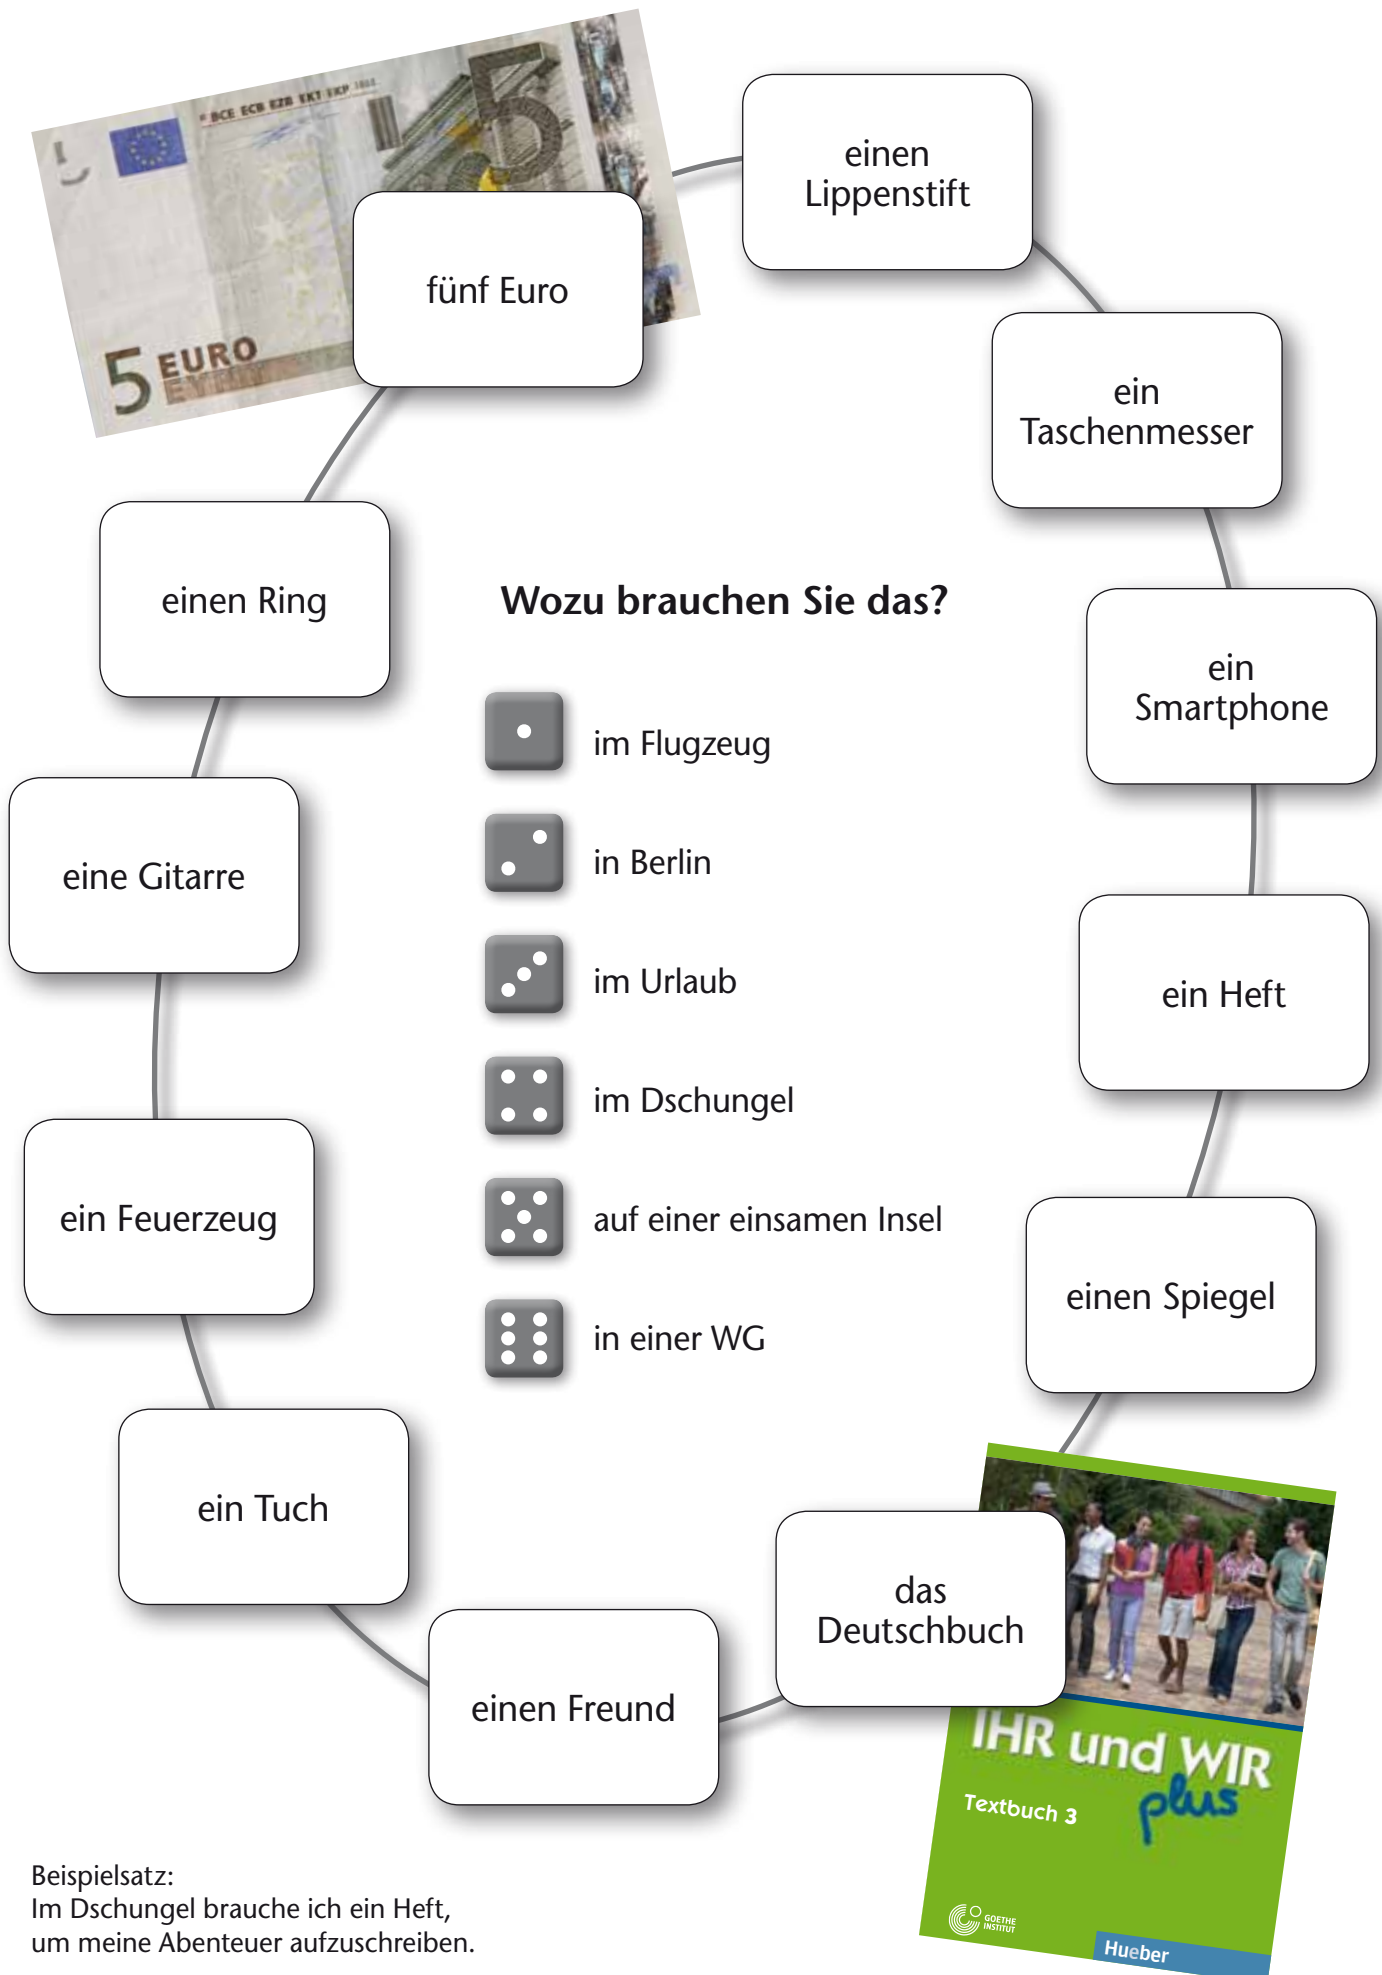 BCE ECB EZB EKT EKP
5
5 EURO
fünf Euro
einen
Lippenstift
ein
Taschenmesser
ein
Smartphone
ein Heft
einen Spiegel
das
Deutschbuch
einen Freund
ein Tuch
ein Feuerzeug
eine Gitarre
einen Ring
Wozu brauchen Sie das?
im Flugzeug
in Berlin
im Urlaub
im Dschungel
auf einer einsamen Insel
in einer WG
IHR und WIR
plus
Textbuch 3
GOETHE
INSTITUT
Hueber
Beispielsatz:
Im Dschungel brauche ich ein Heft,
um meine Abenteuer aufzuschreiben.